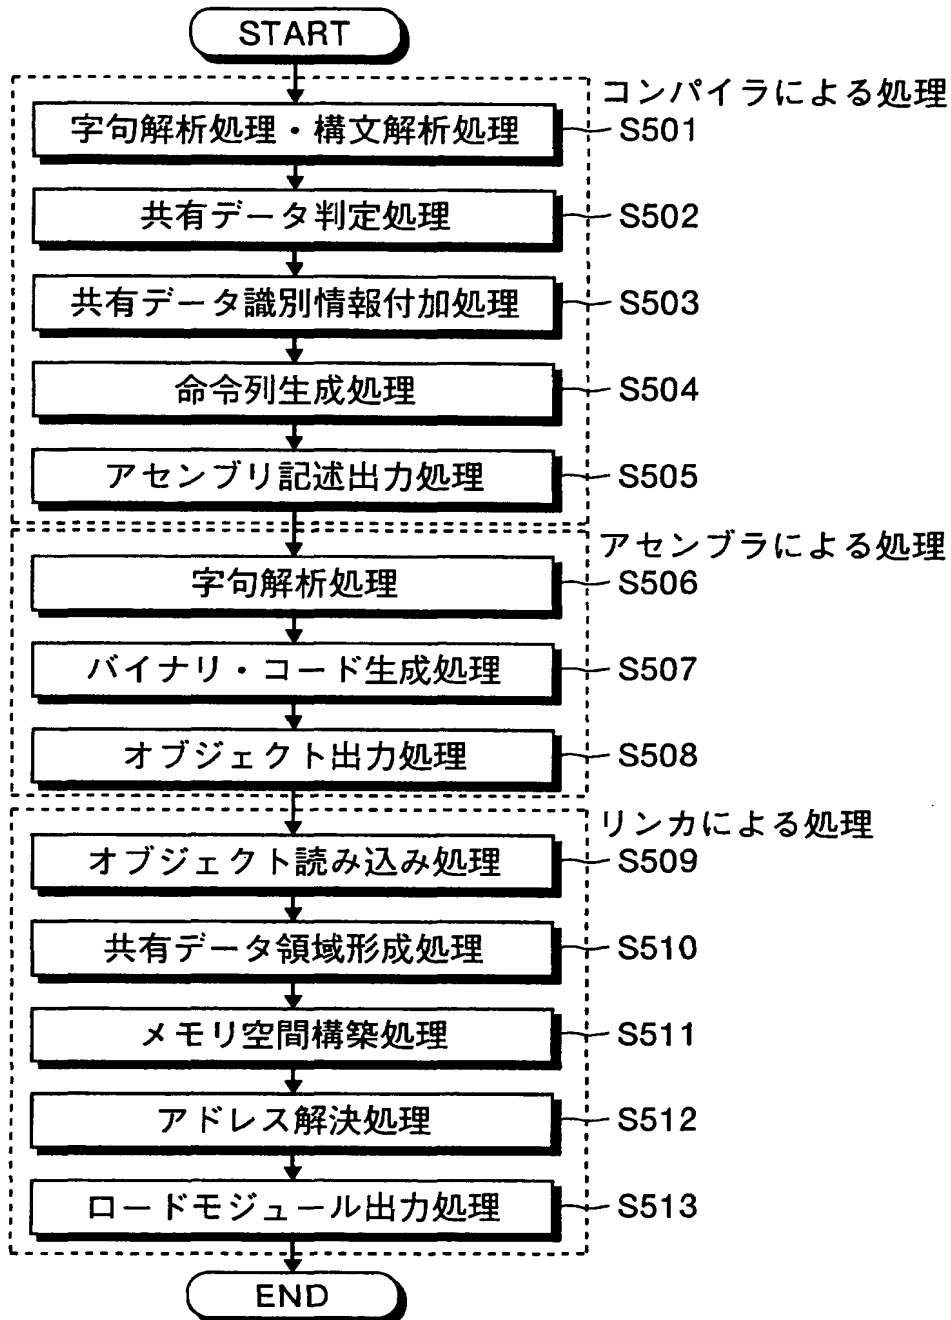 START
コンパイラによる処理
字句解析処理・構文解析処理 S501
共有データ判定処理 S502
共有データ識別情報付加処理 S503
命令列生成処理 S504
アセンブリ記述出力処理 S505
アセンブラによる処理
字句解析処理 S506
バイナリ・コード生成処理 S507
オブジェクト出力処理 S508
リンカによる処理
オブジェクト読み込み処理 S509
共有データ領域形成処理 S510
メモリ空間構築処理 S511
アドレス解決処理 S512
ロードモジュール出力処理 S513
END